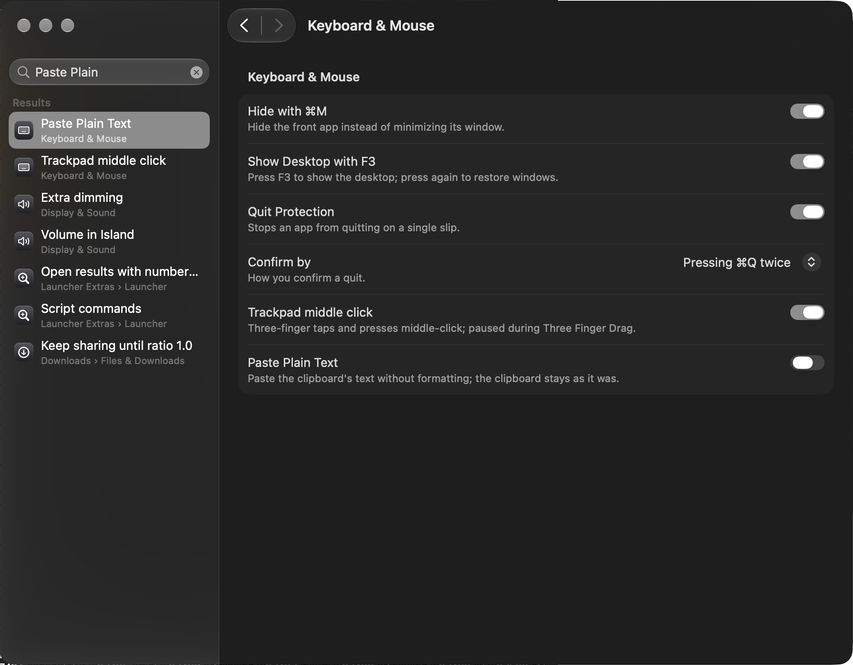 Keyboard & Mouse
Paste Plain
Results
Paste Plain Text
Keyboard & Mouse
Trackpad middle click
Keyboard & Mouse
Extra dimming
Display & Sound
Volume in Island
Display & Sound
Open results with number...
Launcher Extras › Launcher
Script commands
Launcher Extras › Launcher
Keep sharing until ratio 1.0
Downloads › Files & Downloads
Keyboard & Mouse
Hide with ⌘M
Hide the front app instead of minimizing its window.
Show Desktop with F3
Press F3 to show the desktop; press again to restore windows.
Quit Protection
Stops an app from quitting on a single slip.
Confirm by
Pressing ⌘Q twice
How you confirm a quit.
Trackpad middle click
Three-finger taps and presses middle-click; paused during Three Finger Drag.
Paste Plain Text
Paste the clipboard's text without formatting; the clipboard stays as it was.